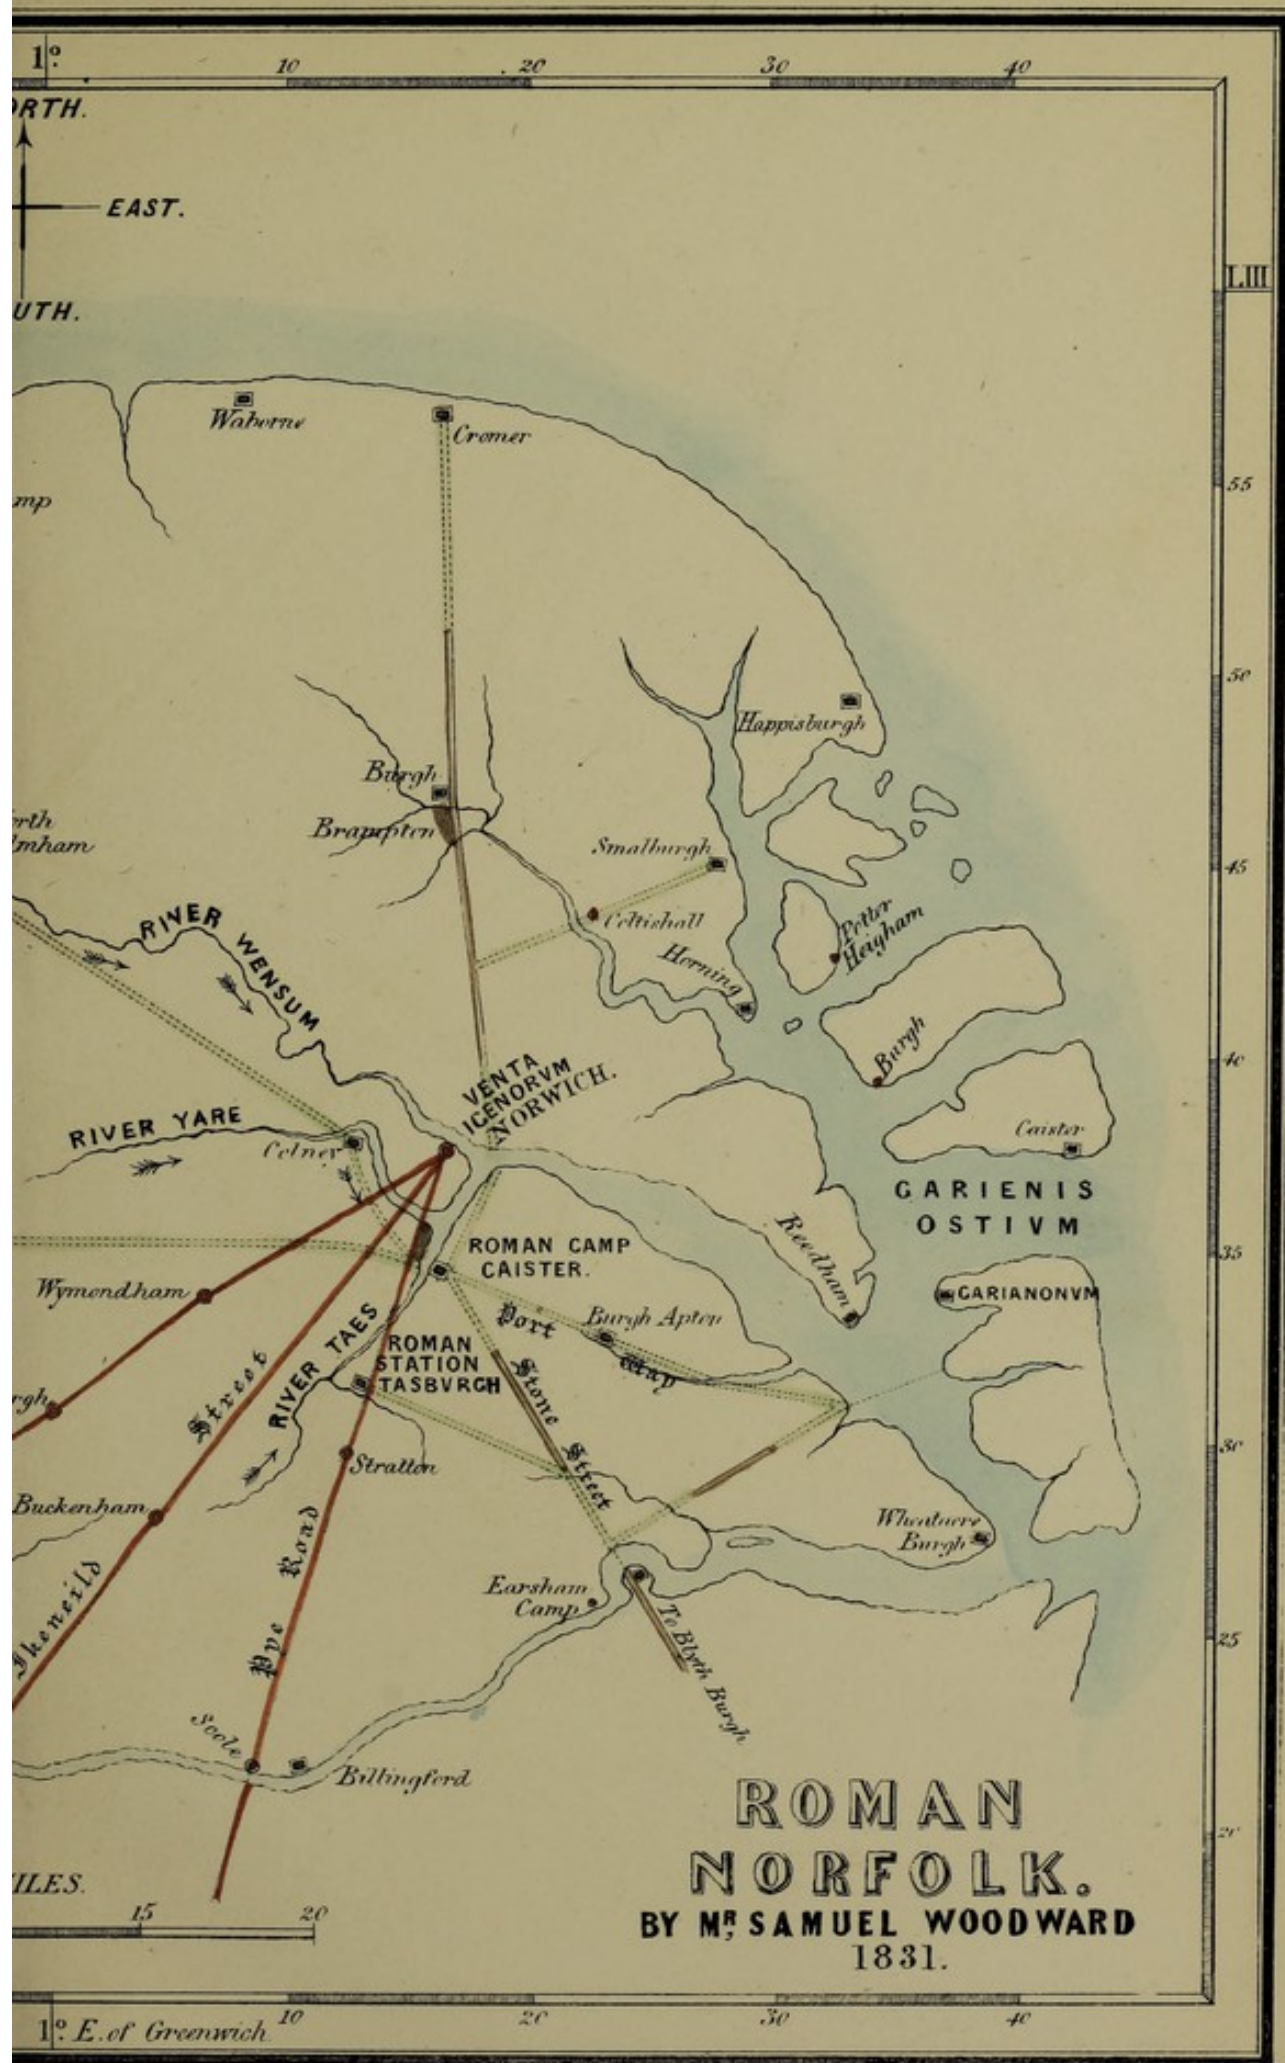 1°.
10
20
30
40
ORTH.
EAST.
UTH.
LIII
Waborne
Cromer
mp
55
50
Happisburgh
Burgh
Brampton
orth
lmham
Smalburgh
45
Coltishall
Potter
Heigham
RIVER WENSUM
Horning
Burgh
40
VENTA
ICENORVM
NORWICH.
RIVER YARE
Colney
Caister
GARIENIS
OSTIVM
Reedham
35
ROMAN CAMP
CAISTER.
Wymondham
GARIANONVM
Port
Way
Burgh Apton
RIVER TAES
ROMAN
STATION
TASBVRGH
Stone Street
Street
rgh
30
Stratton
Buckenham
Wheatacre
Burgh
Pye Road
Ikeneild
Earsham
Camp
25
To Blyth Burgh
Scole
Billingford
ROMAN
NORFOLK.
BY MR, SAMUEL WOODWARD
1831.
20
ILES.
15
20
10
20
30
40
1°. E. of Greenwich